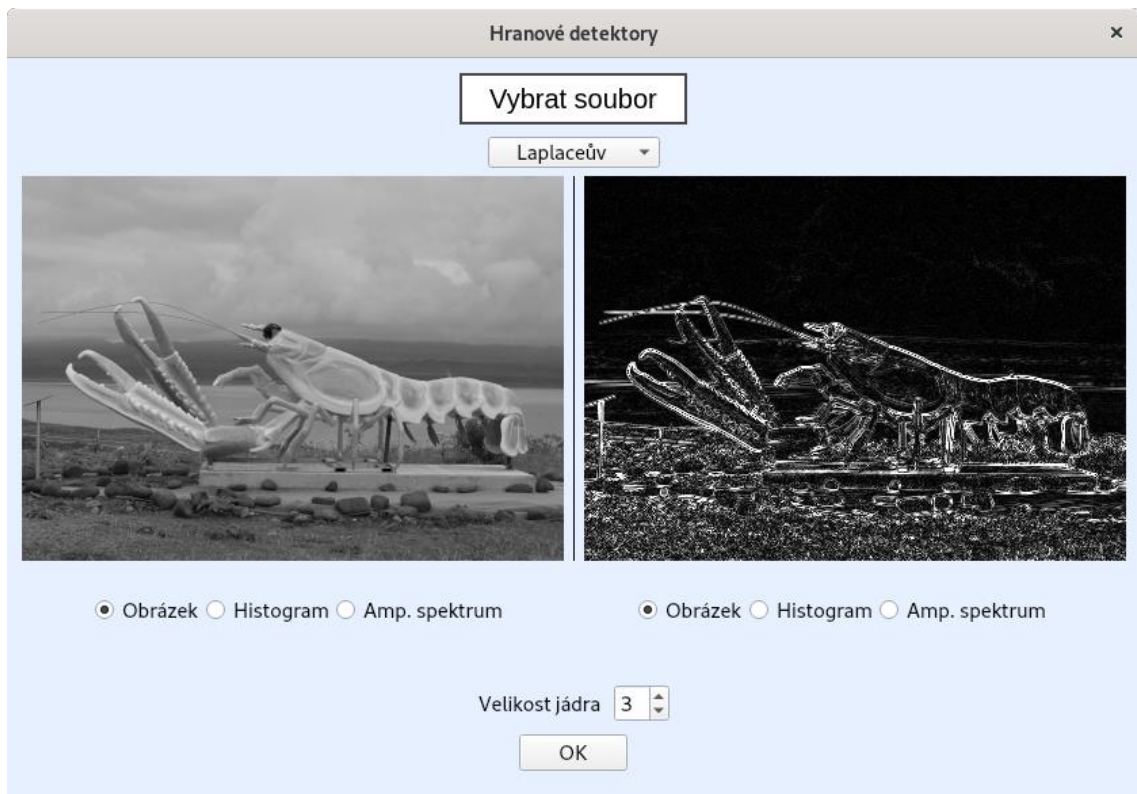 Hranové detektory ×
Vybrat soubor
Laplaceův
Obrázek Histogram Amp. spektrum Obrázek Histogram Amp. spektrum
Velikost jádra 3
OK